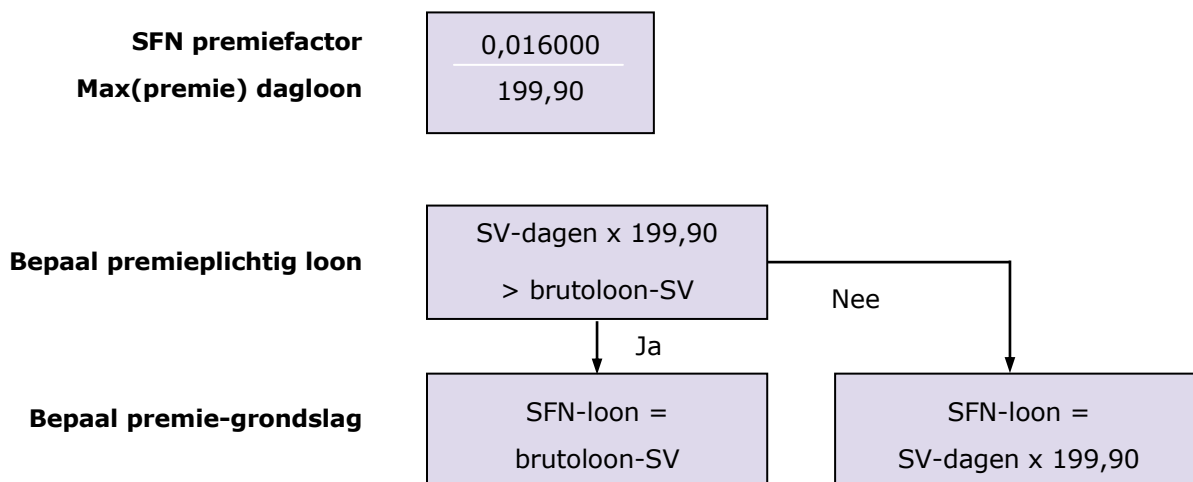 SFN premiefactor 0,016000
Max(premie) dagloon 199,90
SV-dagen x 199,90
Bepaal premieplichtig loon
> brutoloon-SV
Nee
Ja
Bepaal premie-grondslag
SFN-loon =
brutoloon-SV
SFN-loon =
SV-dagen x 199,90